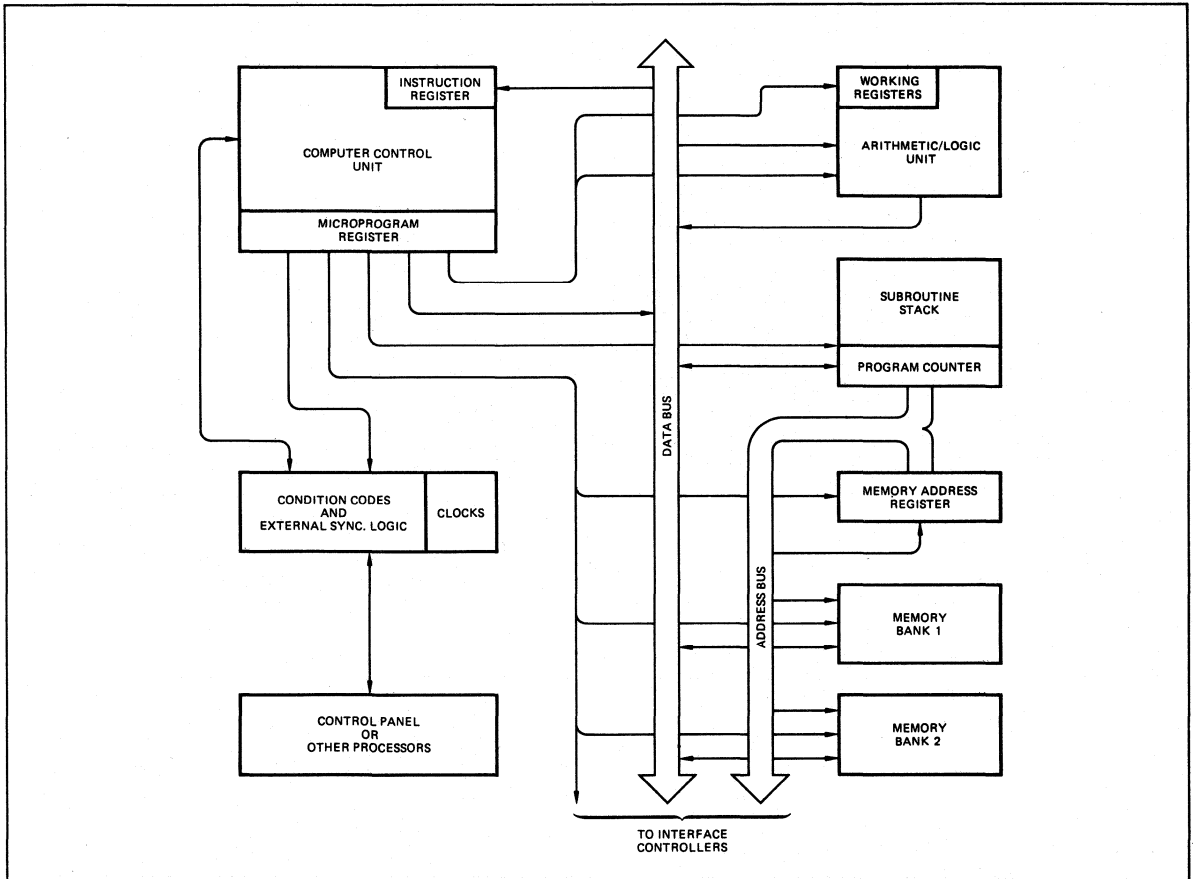 INSTRUCTION
REGISTER
COMPUTER CONTROL
UNIT
MICROPROGRAM
REGISTER
WORKING
REGISTERS
ARITHMETIC/LOGIC
UNIT
SUBROUTINE
STACK
PROGRAM COUNTER
DATA BUS
CONDITION CODES
AND
EXTERNAL SYNC. LOGIC
CLOCKS
MEMORY ADDRESS
REGISTER
ADDRESS BUS
MEMORY
BANK 1
CONTROL PANEL
OR
OTHER PROCESSORS
MEMORY
BANK 2
TO INTERFACE
CONTROLLERS